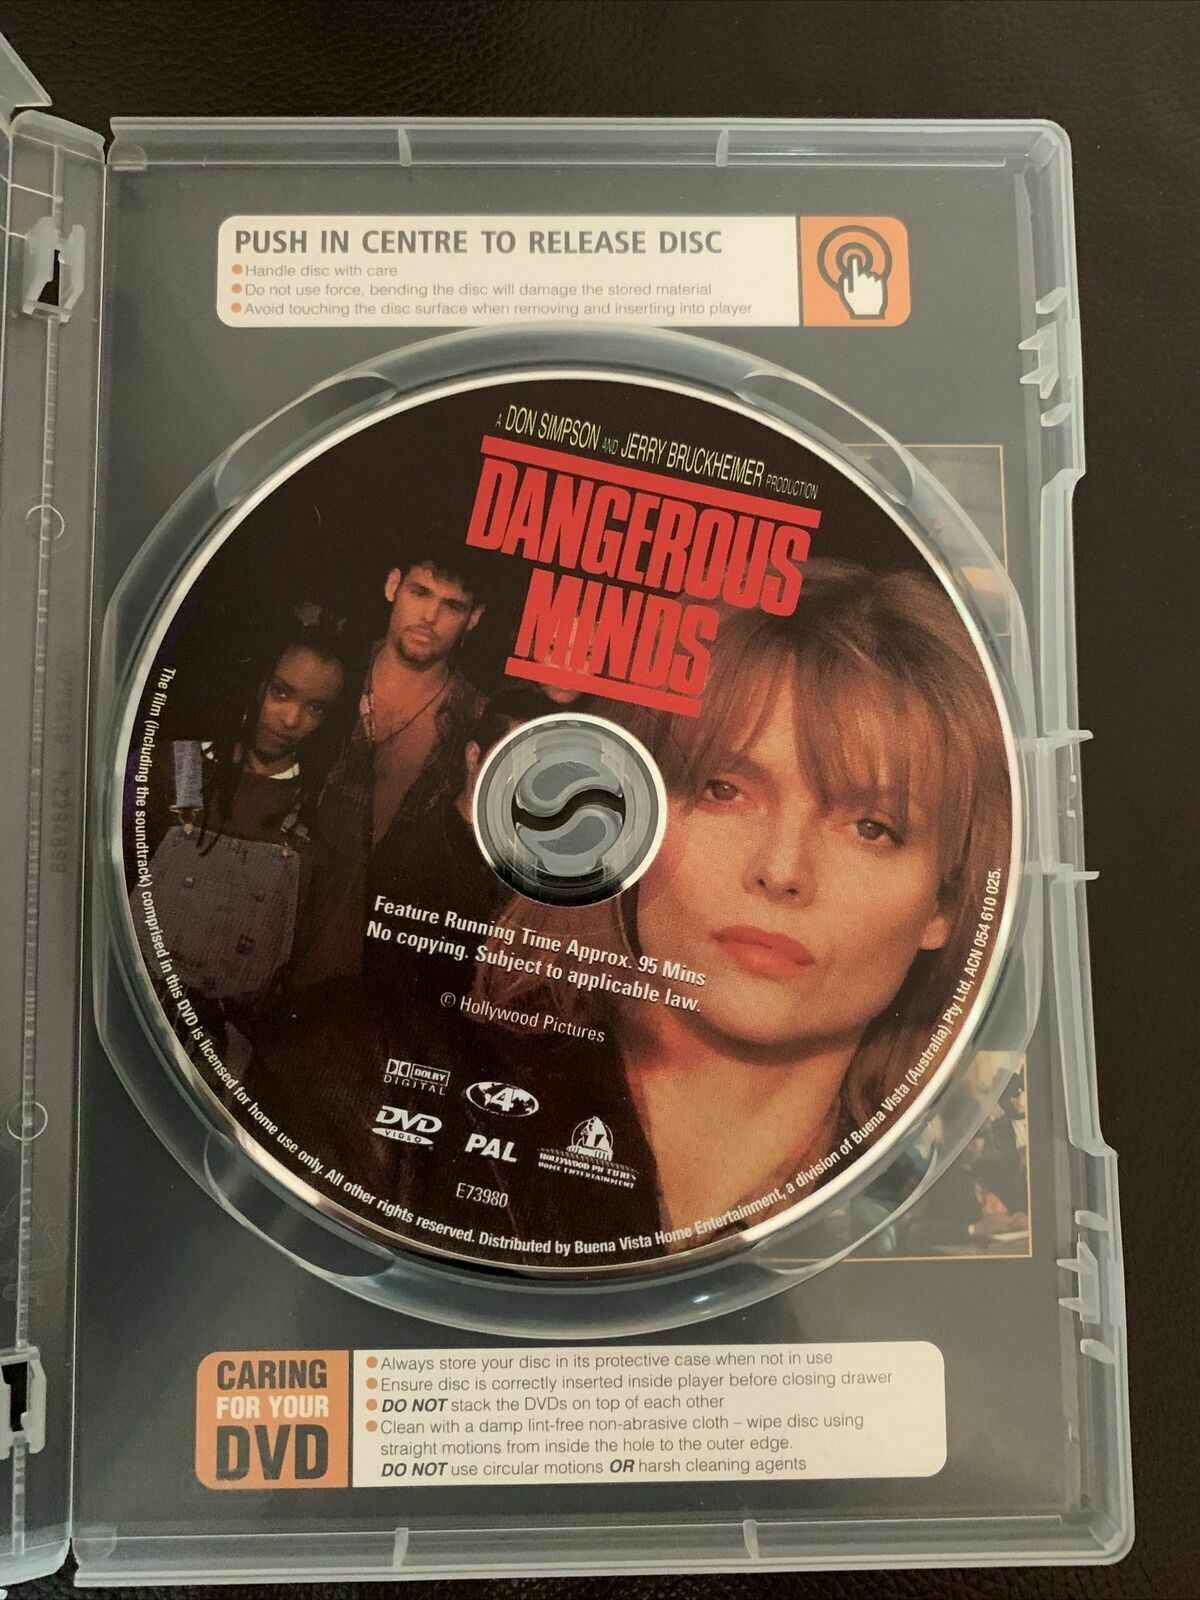 PUSH IN CENTRE TO RELEASE DISC
Handle disc with care
Do not use force, bending the disc will damage the stored material
Avoid touching the disc surface when removing and inserting into player
A DON SIMPSON AND JERRY BRUCKHEIMER PRODUCTION
DANGEROUS
MINDS
Feature Running Time Approx. 95 Mins
No copying. Subject to applicable law.
© Hollywood Pictures
DOLBY
DIGITAL
4
DVD
VIDEO
PAL
HOLLYWOOD PICTURES
HOME ENTERTAINMENT
E73980
The film (including the soundtrack) comprised in this DVD is licensed for home use only. All other rights reserved. Distributed by Buena Vista Home Entertainment, a division of Buena Vista (Australia) Pty Ltd, ACN 054 610 025.
CARING
FOR YOUR
DVD
Always store your disc in its protective case when not in use
Ensure disc is correctly inserted inside player before closing drawer
DO NOT stack the DVDs on top of each other
Clean with a damp lint-free non-abrasive cloth – wipe disc using
straight motions from inside the hole to the outer edge.
DO NOT use circular motions OR harsh cleaning agents